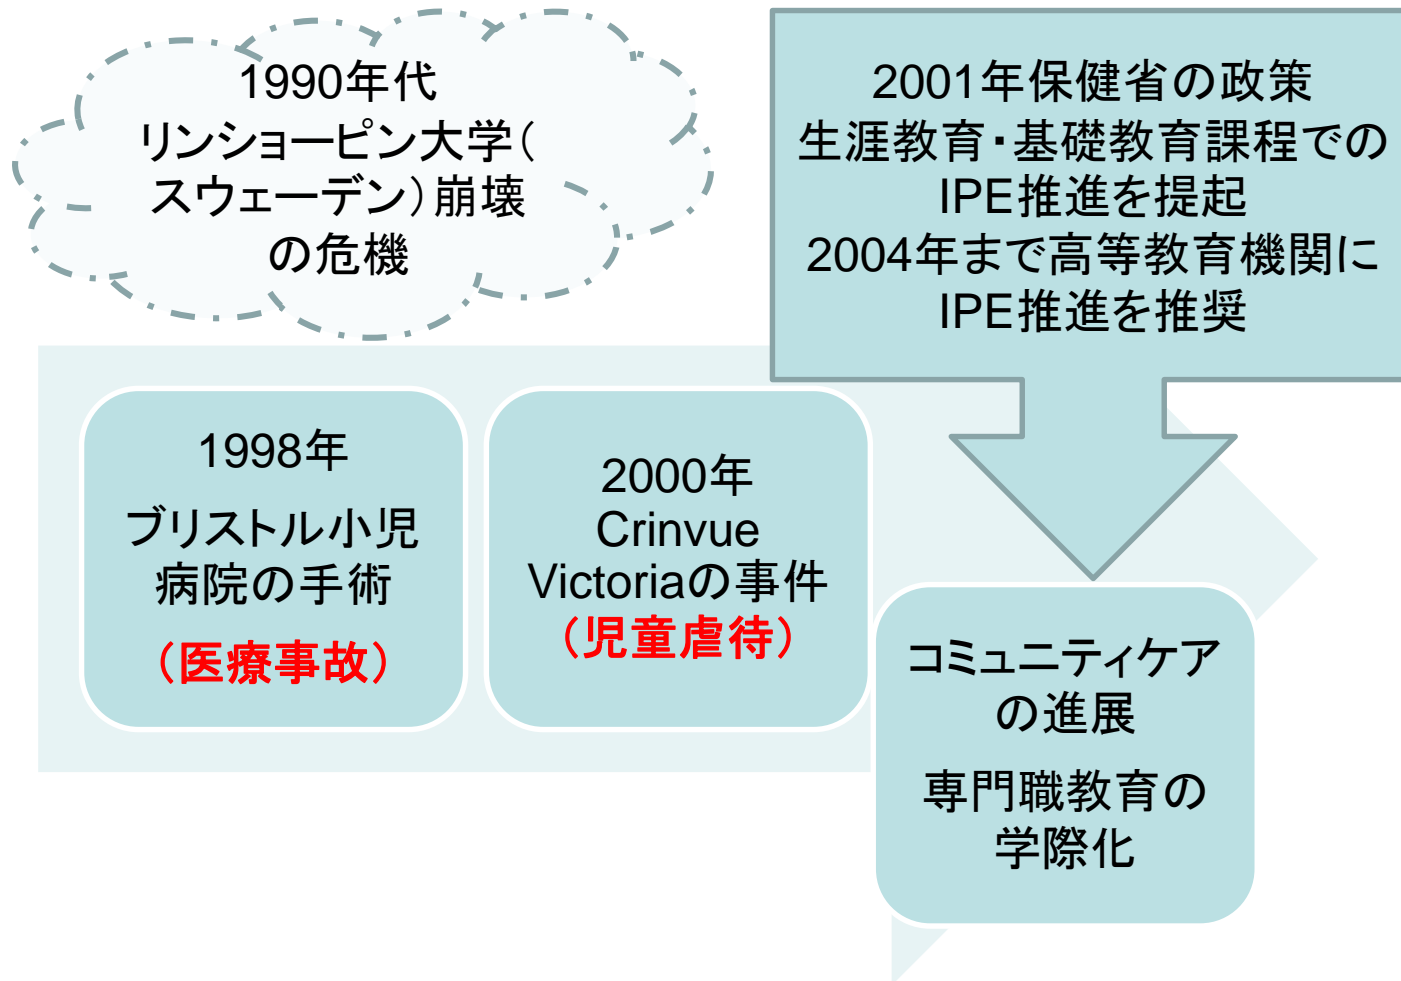 1990年代
リンショーピン大学(
スウェーデン)崩壊
の危機
2001年保健省の政策
生涯教育・基礎教育課程での
IPE推進を提起
2004年まで高等教育機関に
IPE推進を推奨
1998年
ブリストル小児
病院の手術
(医療事故)
2000年
Crinvue
Victoriaの事件
(児童虐待)
コミュニティケア
の進展
専門職教育の
学際化